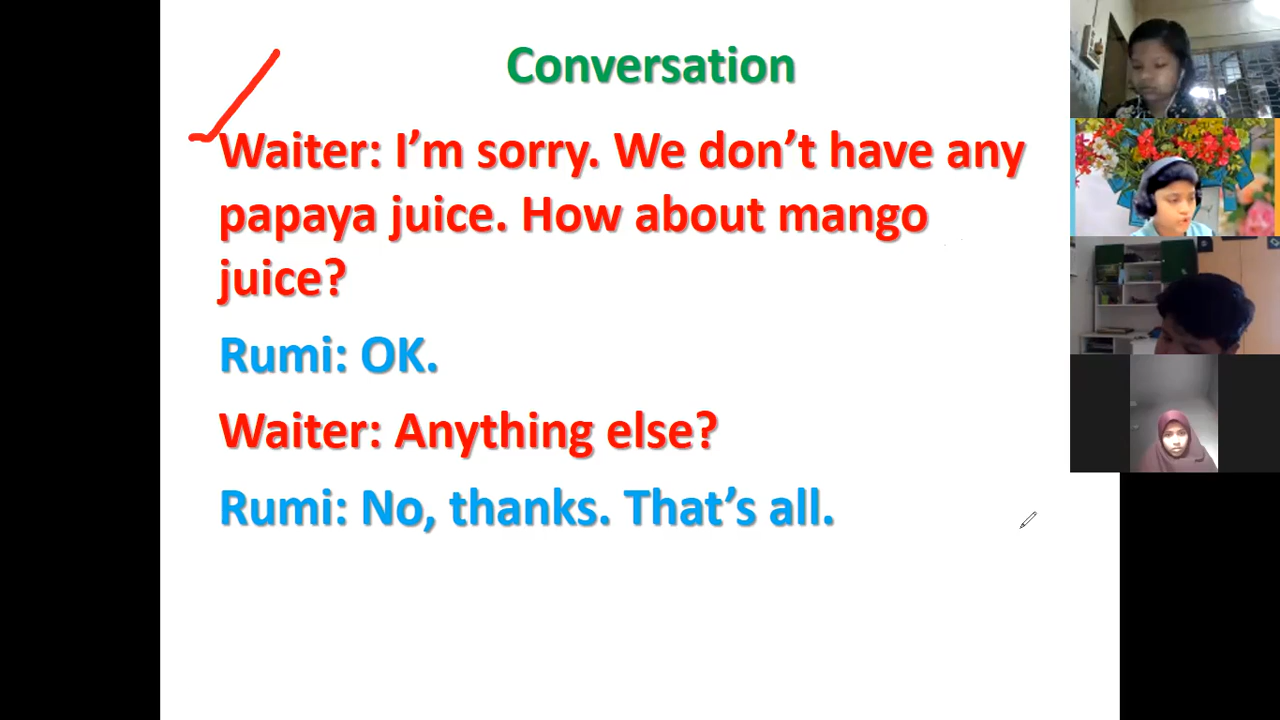 Conversation
Waiter: I’m sorry. We don’t have any
papaya juice. How about mango
juice?
Rumi: OK.
Waiter: Anything else?
Rumi: No, thanks. That’s all.